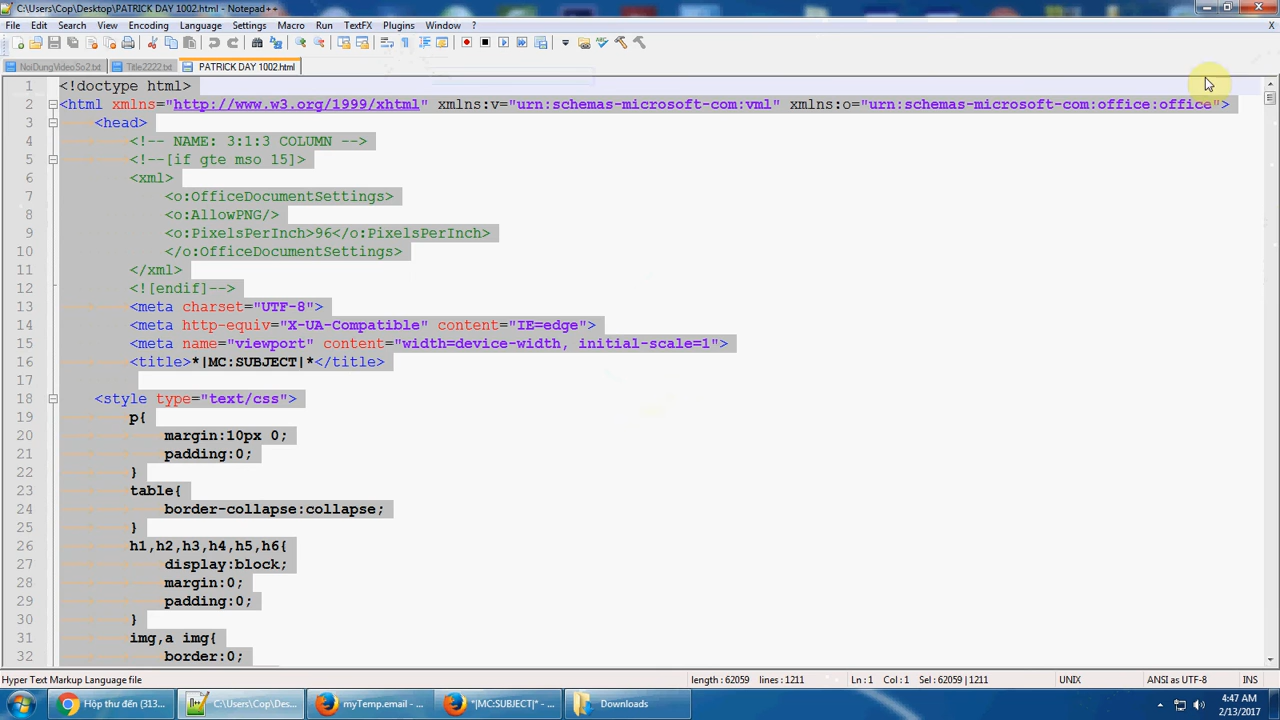 C:\Users\Cop\Desktop\PATRICK DAY 1002.html - Notepad++
File Edit Search View Encoding Language Settings Macro Run TextFX Plugins Window ?
X
NoiDungVideoSo2.txt Title2222.txt PATRICK DAY 1002.html
1 <!doctype html>
2 <html xmlns="http://www.w3.org/1999/xhtml" xmlns:v="urn:schemas-microsoft-com:vml" xmlns:o="urn:schemas-microsoft-com:office:office">
3 <head>
4 <!-- NAME: 3:1:3 COLUMN -->
5 <!--[if gte mso 15]>
6 <xml>
7 <o:OfficeDocumentSettings>
8 <o:AllowPNG/>
9 <o:PixelsPerInch>96</o:PixelsPerInch>
10 </o:OfficeDocumentSettings>
11 </xml>
12 <![endif]-->
13 <meta charset="UTF-8">
14 <meta http-equiv="X-UA-Compatible" content="IE=edge">
15 <meta name="viewport" content="width=device-width, initial-scale=1">
16 <title>*|MC:SUBJECT|*</title>
17
18 <style type="text/css">
19 p{
20 margin:10px 0;
21 padding:0;
22 }
23 table{
24 border-collapse:collapse;
25 }
26 h1,h2,h3,h4,h5,h6{
27 display:block;
28 margin:0;
29 padding:0;
30 }
31 img,a img{
32 border:0;
Hyper Text Markup Language file length : 62059 lines : 1211 Ln : 1 Col : 1 Sel : 62059 | 1211 UNIX ANSI as UTF-8 INS
Hộp thư đến (313... C:\Users\Cop\Des... myTemp.email - ... *|MC:SUBJECT|* - ... Downloads 4:47 AM
2/13/2017